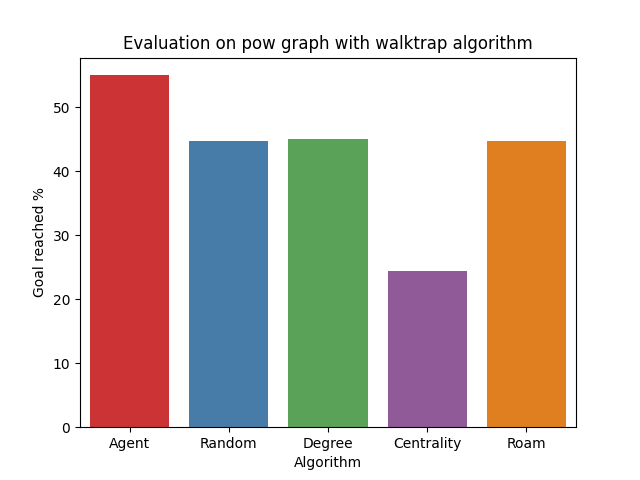 Evaluation on pow graph with walktrap algorithm
Goal reached %
50
40
30
20
10
0
Agent Random Degree Centrality Roam
Algorithm